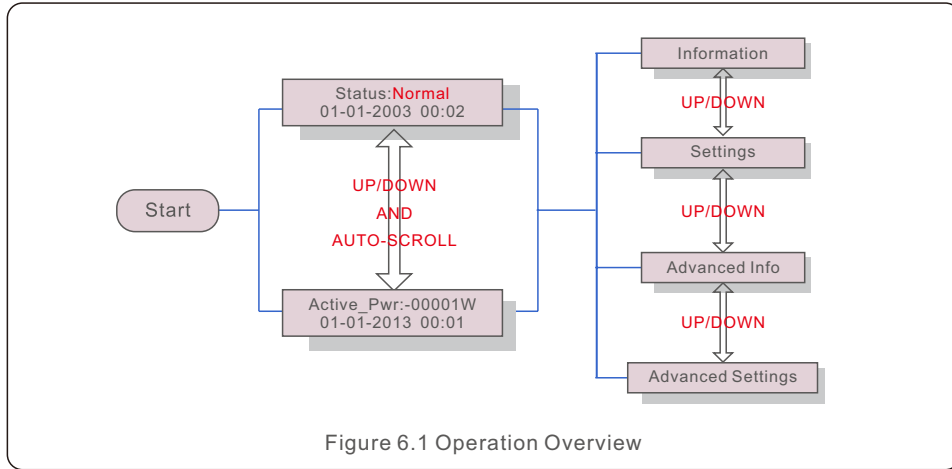 Start
Status:Normal
01-01-2003 00:02
UP/DOWN
AND
AUTO-SCROLL
Active_Pwr:-00001W
01-01-2013 00:01
Information
UP/DOWN
Settings
UP/DOWN
Advanced Info
UP/DOWN
Advanced Settings
Figure 6.1 Operation Overview